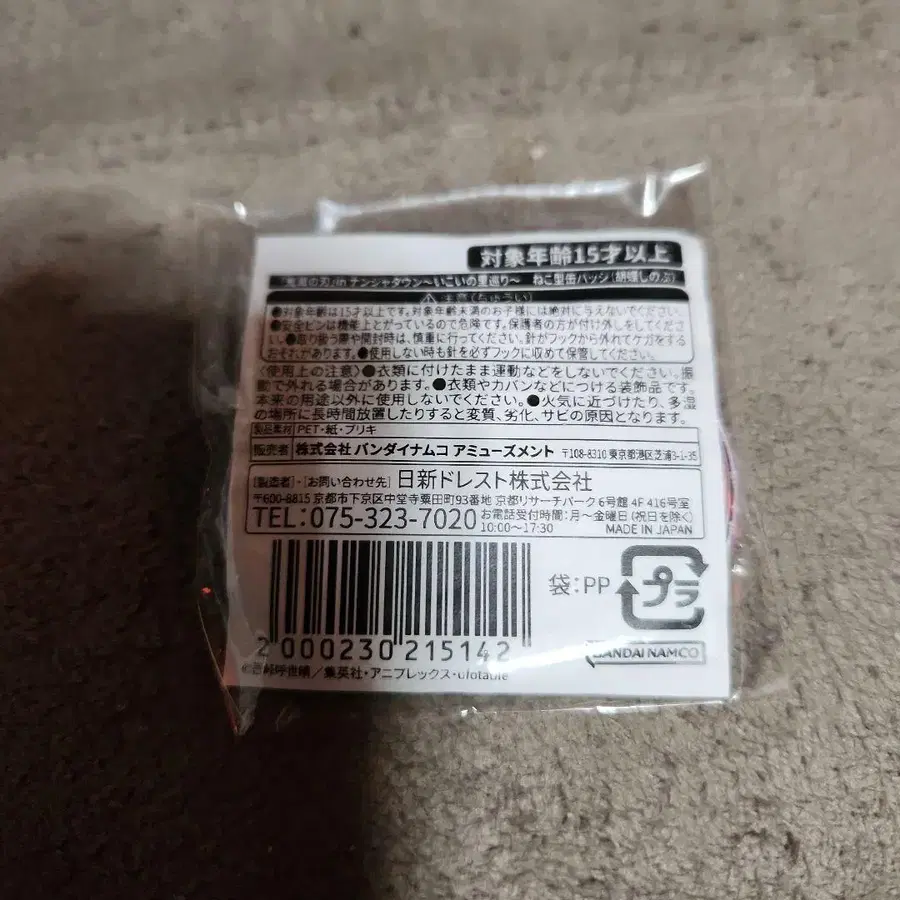 対象年齢15才以上
「鬼滅の刃」in ナンジャタウン〜いこいの里巡り〜 ねこ型缶バッジ(胡蝶しのぶ)
⚠ 注意(ちゅうい)
●対象年齢は15才以上です。対象年齢未満のお子様には絶対に与えないでください。
●安全ピンは機能上とがっているので危険です。保護者の方が付け外しをしてくださ
い。●取り扱う際や開封時は、慎重に行ってください。針がフックから外れてケガをする
おそれがあります。●使用しない時も針を必ずフックに収めて保管してください。
〈使用上の注意〉●衣類に付けたまま運動などをしないでください。振
動で外れる場合があります。●衣類やカバンなどにつける装飾品です。
本来の用途以外に使用しないでください。●火気に近づけたり、多湿
の場所に長時間放置したりすると変質、劣化、サビの原因となります。
製品素材 PET・紙・ブリキ
販売者 株式会社 バンダイナムコ アミューズメント 〒108-8310 東京都港区芝浦3-1-35
[製造者]・[お問い合わせ先] 日新ドレスト株式会社
〒600-8815 京都市下京区中堂寺粟田町93番地 京都リサーチパーク6号館 4F 416号室
TEL:075-323-7020 お電話受付時間:月〜金曜日(祝日を除く)
10:00〜17:30 MADE IN JAPAN
袋:PP プラ
2 000230 215142
BANDAI NAMCO
©吾峠呼世晴/集英社・アニプレックス・ufotable